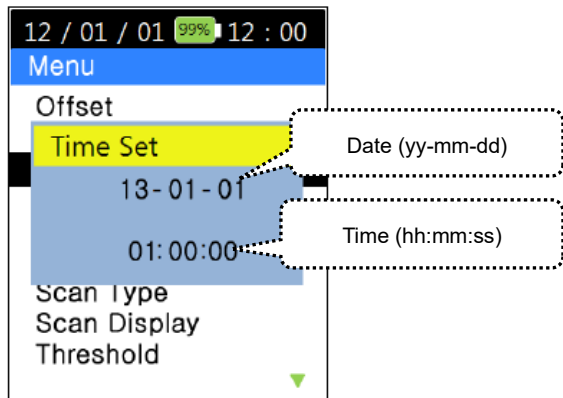 12 / 01 / 01 99% 12 : 00
Menu
Offset
Time Set
13-01-01
Date (yy-mm-dd)
01:00:00
Time (hh:mm:ss)
Scan Type
Scan Display
Threshold